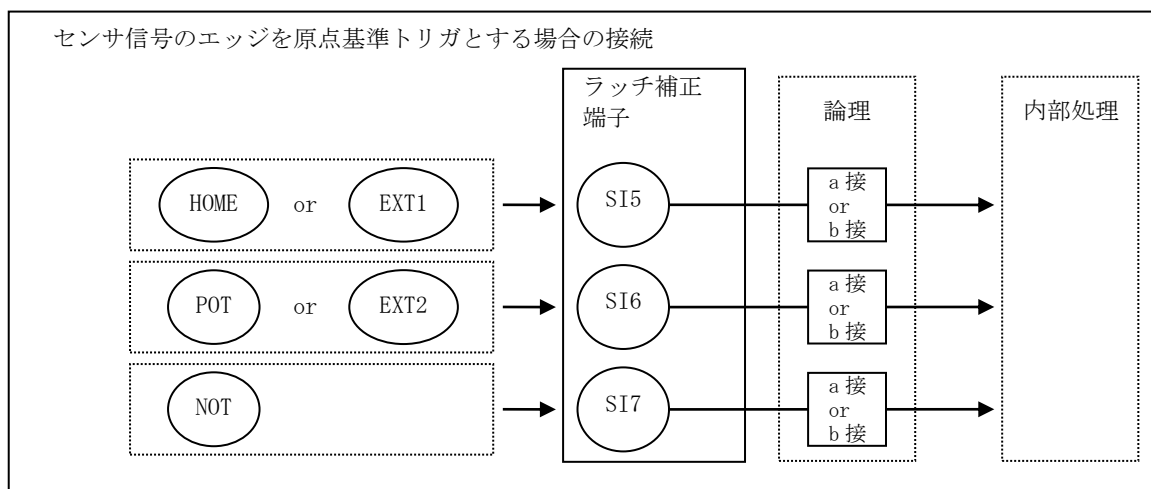 センサ信号のエッジを原点基準トリガとする場合の接続
ラッチ補正
端子
論理
内部処理
HOME or EXT1
SI5
a接
or
b接
POT or EXT2
SI6
a接
or
b接
NOT
SI7
a接
or
b接